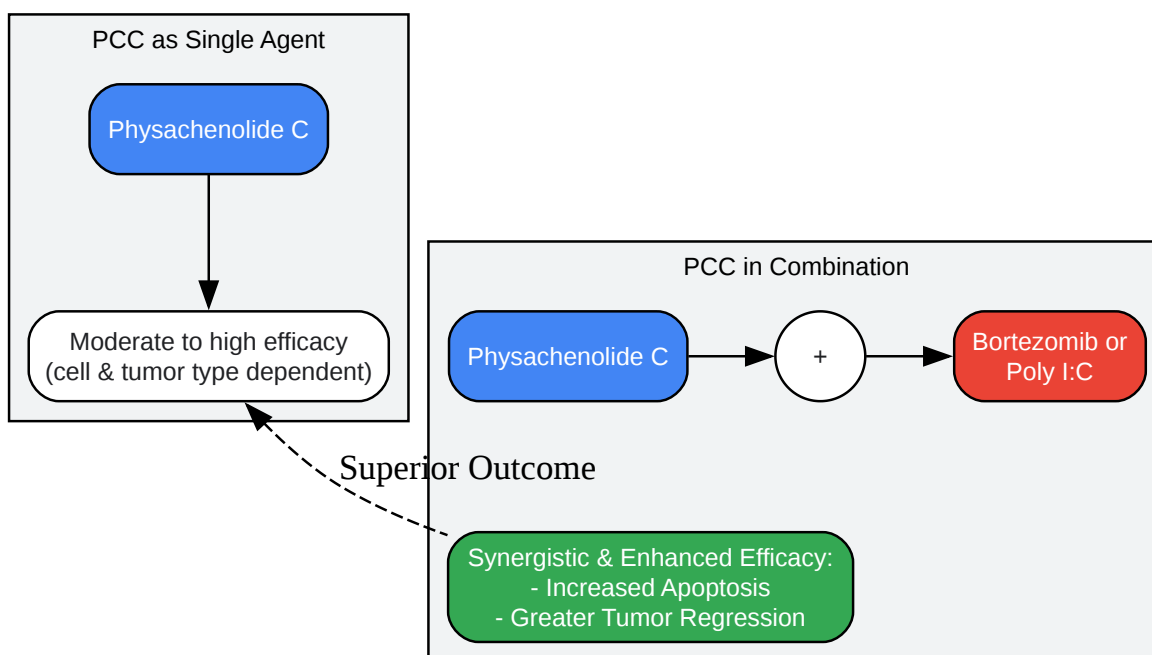 PCC as Single Agent
Physachenolide C
Moderate to high efficacy
(cell & tumor type dependent)
PCC in Combination
Physachenolide C
+
Bortezomib or
Poly I:C
Superior Outcome
Synergistic & Enhanced Efficacy:
- Increased Apoptosis
- Greater Tumor Regression